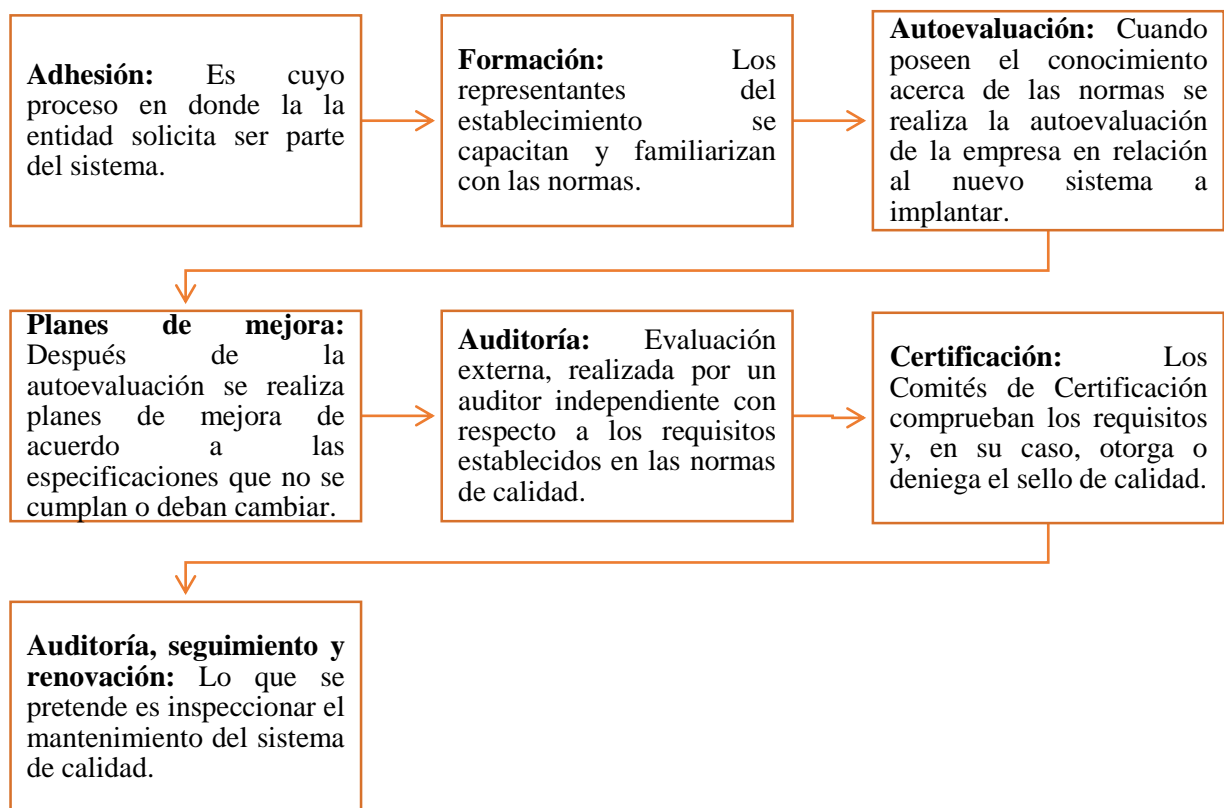 Adhesión: Es cuyo
proceso en donde la la
entidad solicita ser parte
del sistema.
Formación: Los
representantes del
establecimiento se
capacitan y familiarizan
con las normas.
Autoevaluación: Cuando
poseen el conocimiento
acerca de las normas se
realiza la autoevaluación
de la empresa en relación
al nuevo sistema a
implantar.
Planes de mejora:
Después de la
autoevaluación se realiza
planes de mejora de
acuerdo a las
especificaciones que no se
cumplan o deban cambiar.
Auditoría: Evaluación
externa, realizada por un
auditor independiente con
respecto a los requisitos
establecidos en las normas
de calidad.
Certificación: Los
Comités de Certificación
comprueban los requisitos
y, en su caso, otorga o
deniega el sello de calidad.
Auditoría, seguimiento y
renovación: Lo que se
pretende es inspeccionar el
mantenimiento del sistema
de calidad.